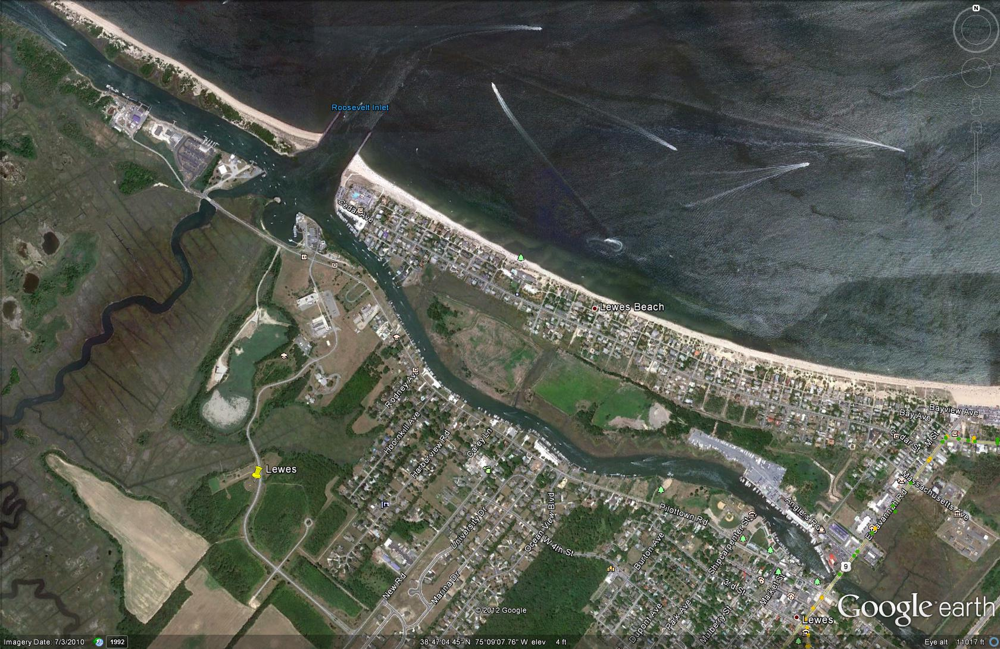 N
Roosevelt Inlet
Cedar Ave
Lewes Beach
Bayview Ave
Bay Ave
Cedar St
M St
Rodney Ave
Hoornkill Ave
Harborview Rd
Carey Ln
Lewes
Massachusetts Ave
E Savannah Rd
Anglers Rd
Pilottown Rd
University Dr
Ocean View Blvd
W 4th St
Burton Ave
Shipcarpenter St
3rd St
Market St
9
New Rd
Marina Dr
Dupont Ave
Park Ave
Mulberry St
Lewes
© 2012 Google
Google earth
Imagery Date: 7/3/2010
1992
38°47'04.45" N 75°09'07.76" W elev 4 ft
Eye alt 11017 ft